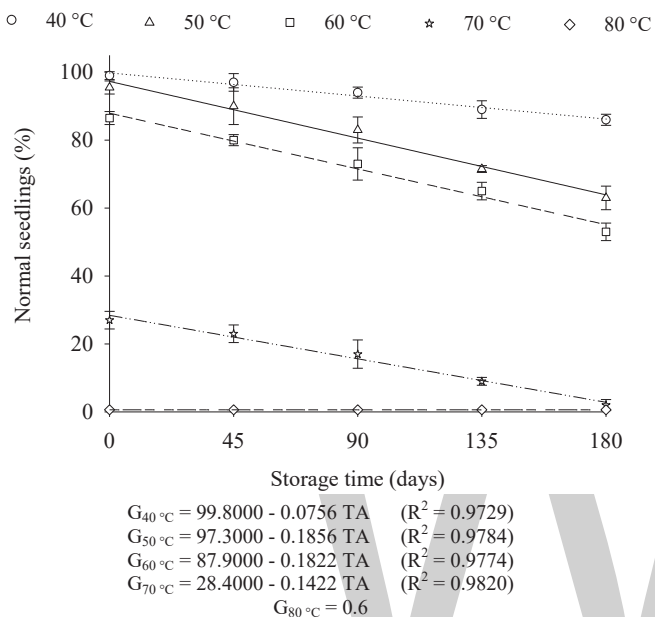 40 °C 50 °C 60 °C 70 °C 80 °C
100
80
60
40
20
0
Normal seedlings (%)
0 45 90 135 180
Storage time (days)
G40 °C = 99.8000 - 0.0756 TA (R² = 0.9729)
G50 °C = 97.3000 - 0.1856 TA (R² = 0.9784)
G60 °C = 87.9000 - 0.1822 TA (R² = 0.9774)
G70 °C = 28.4000 - 0.1422 TA (R² = 0.9820)
G80 °C = 0.6